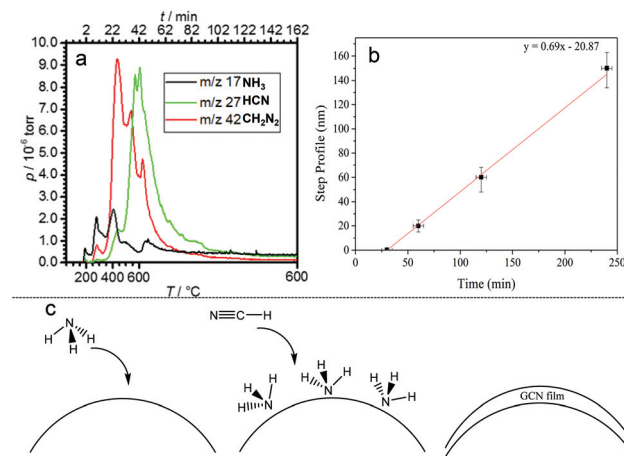 t / min
2 22 42 62 82 102 122 142 162
a
m/z 17 NH3
m/z 27 HCN
m/z 42 CH2N2
p / 10-6 torr
10.0
9.0
8.0
7.0
6.0
5.0
4.0
3.0
2.0
1.0
0.0
200 400 600 600
T / °C
b
y = 0.69x - 20.87
Step Profile (nm)
160
140
120
100
80
60
40
20
0
0 50 100 150 200 250
Time (min)
c
N
H H
H
N C H
H
H N H
H
H N
H
H H
N H
GCN film